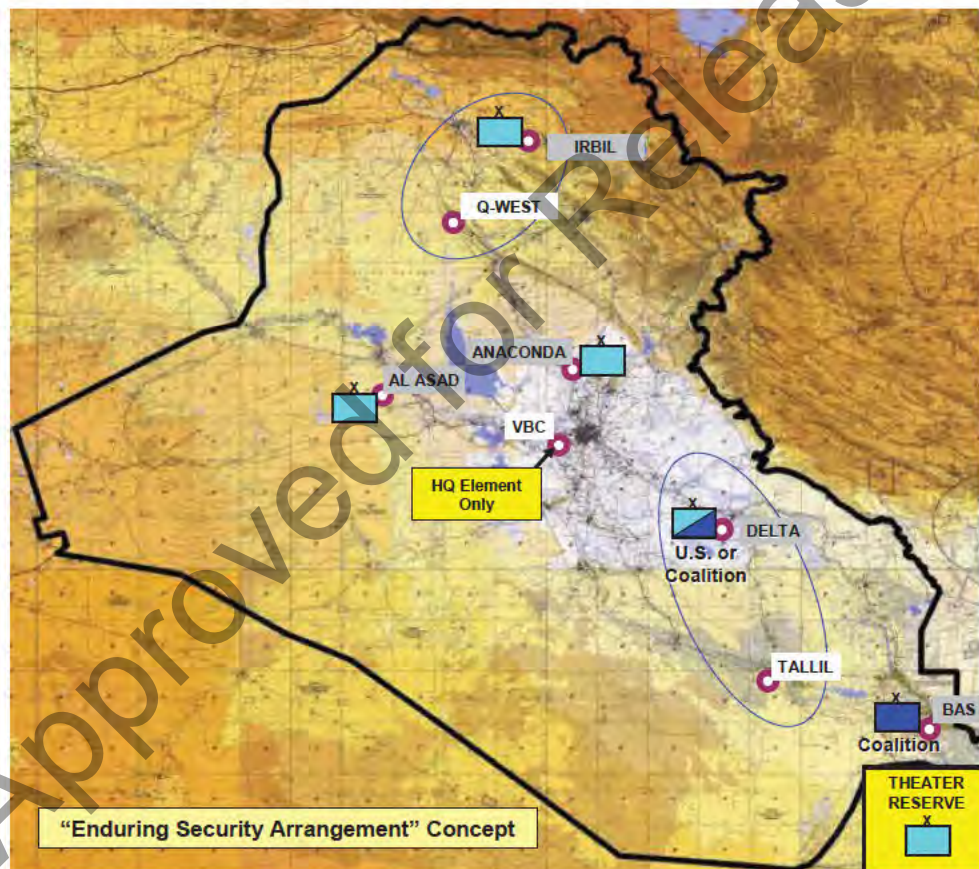 Approved for Release
X
IRBIL
Q-WEST
ANACONDA
X
AL ASAD
X
VBC
HQ Element
Only
X
DELTA
U.S. or
Coalition
TALLIL
X
BAS
Coalition
THEATER
RESERVE
X
“Enduring Security Arrangement” Concept